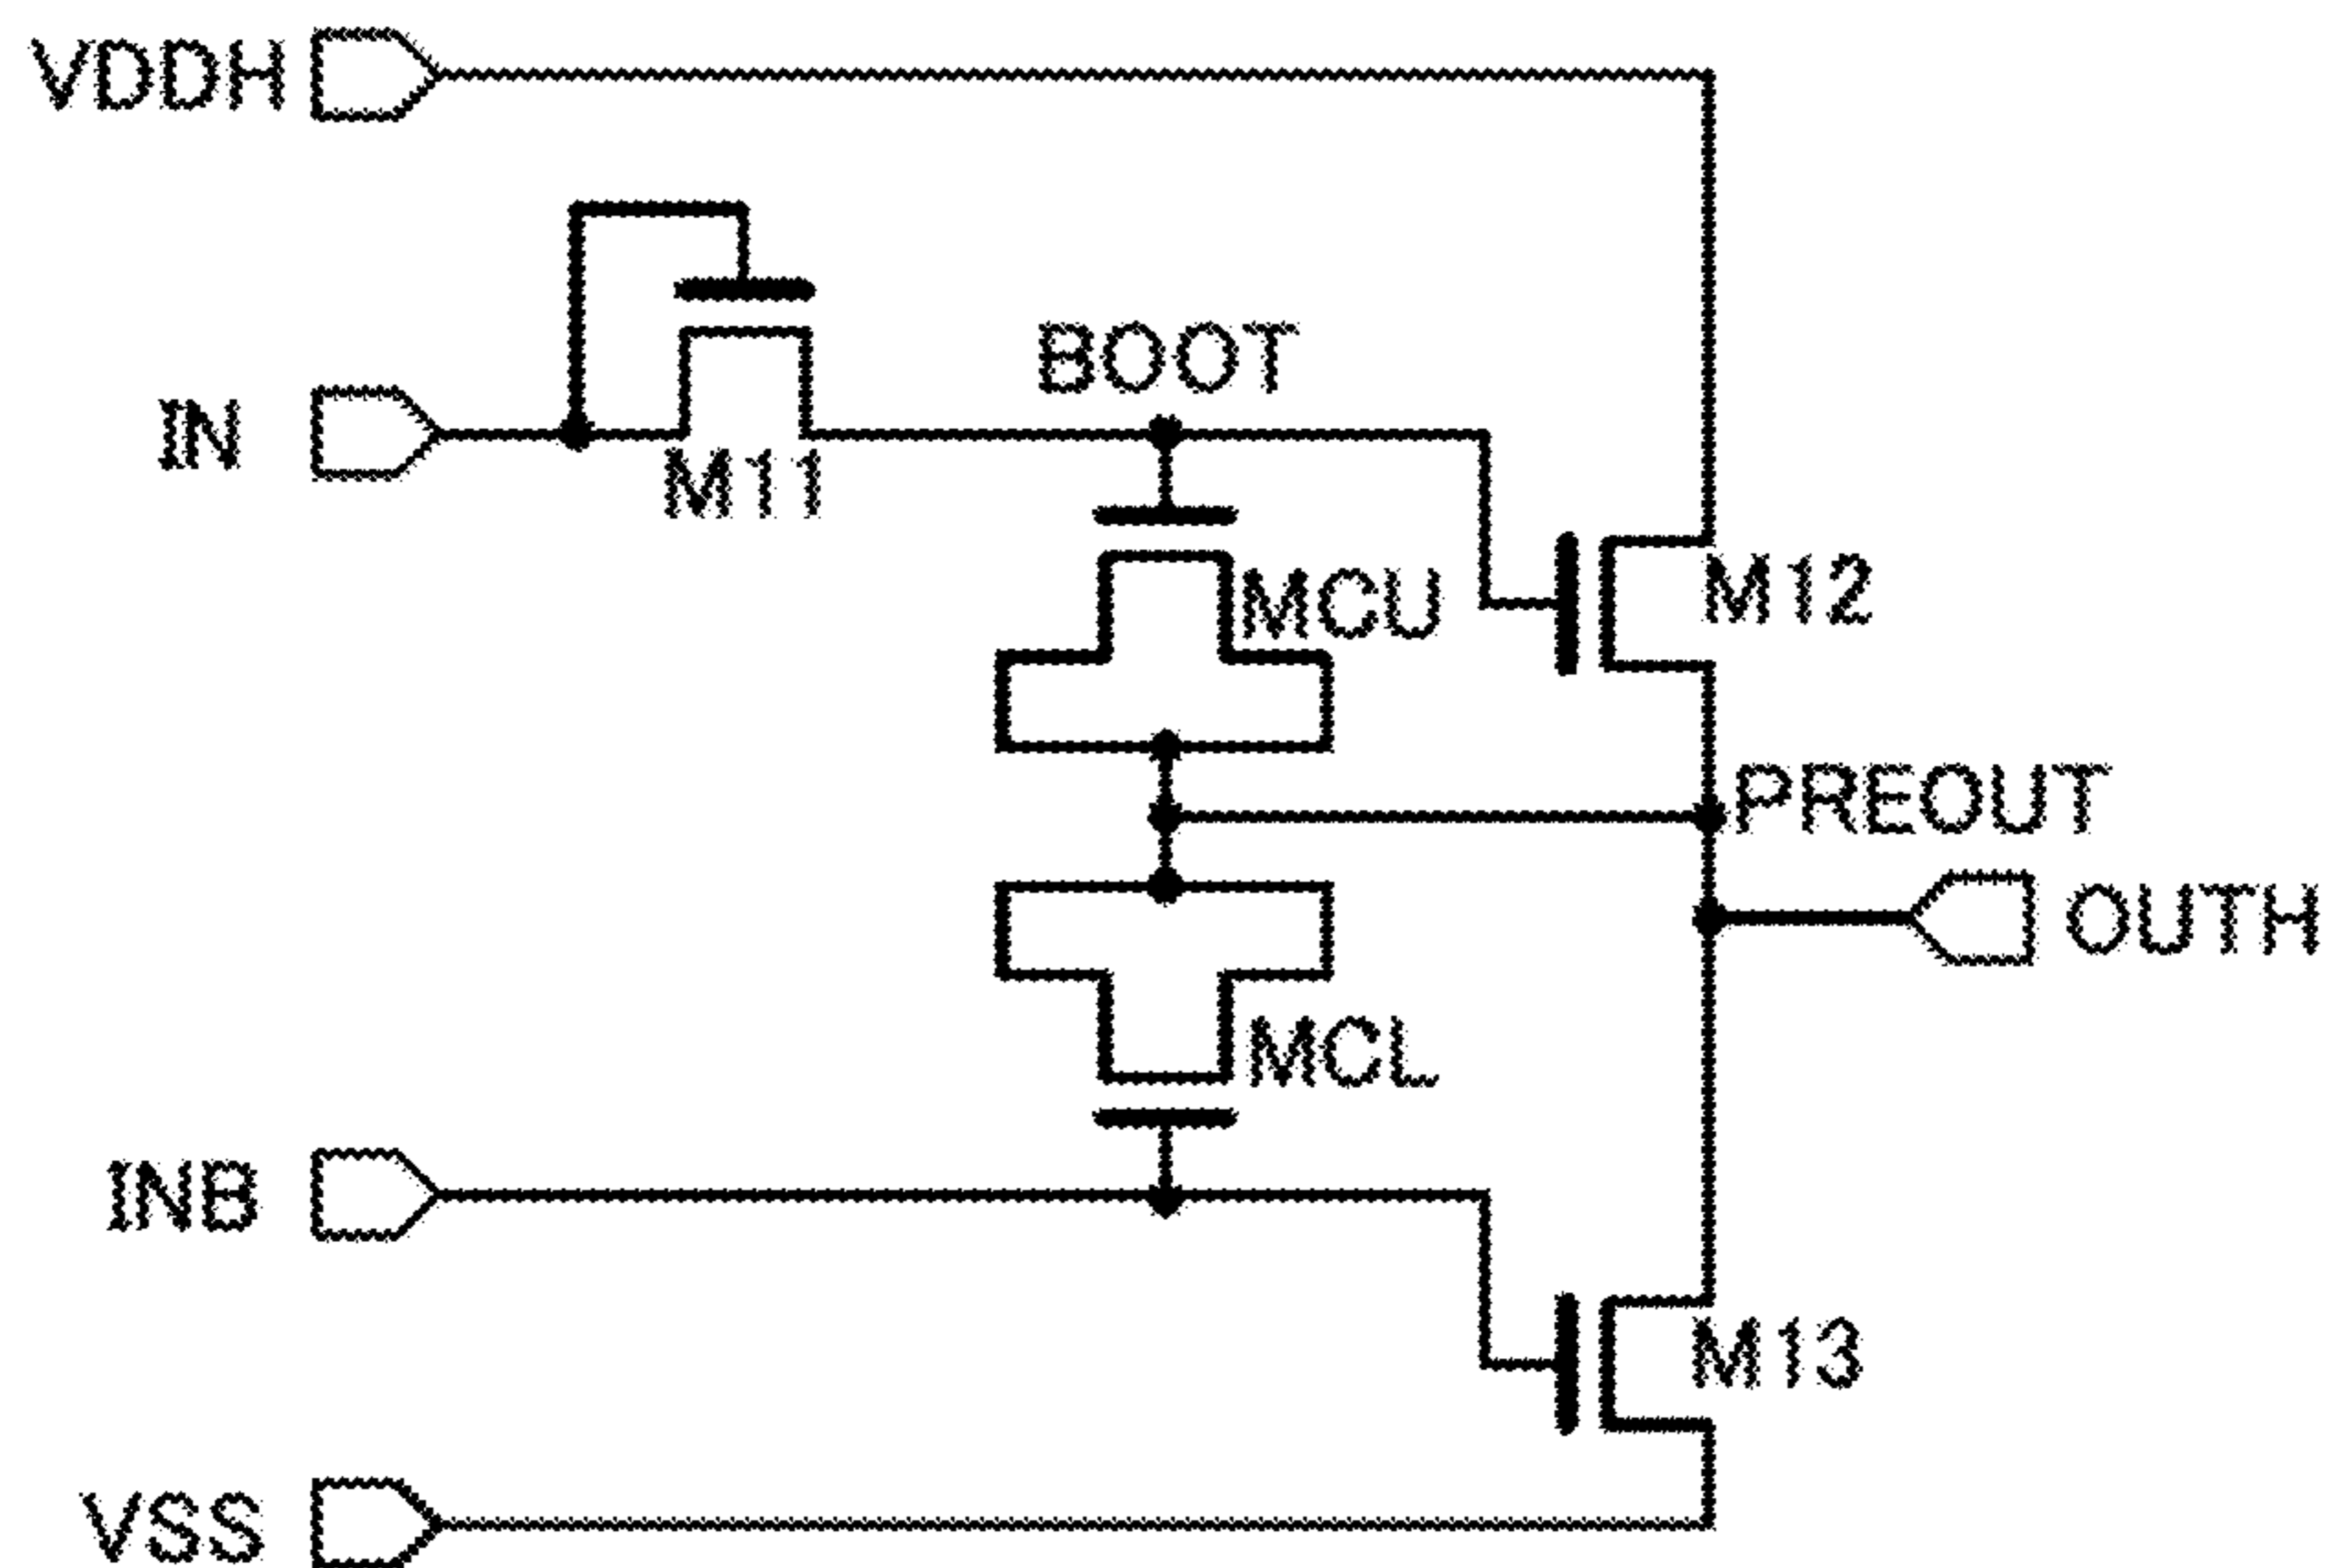 VDDH
BOOT
IN
M11
M12
MCU
PREOUT
OUTH
MCL
INB
M13
VSS